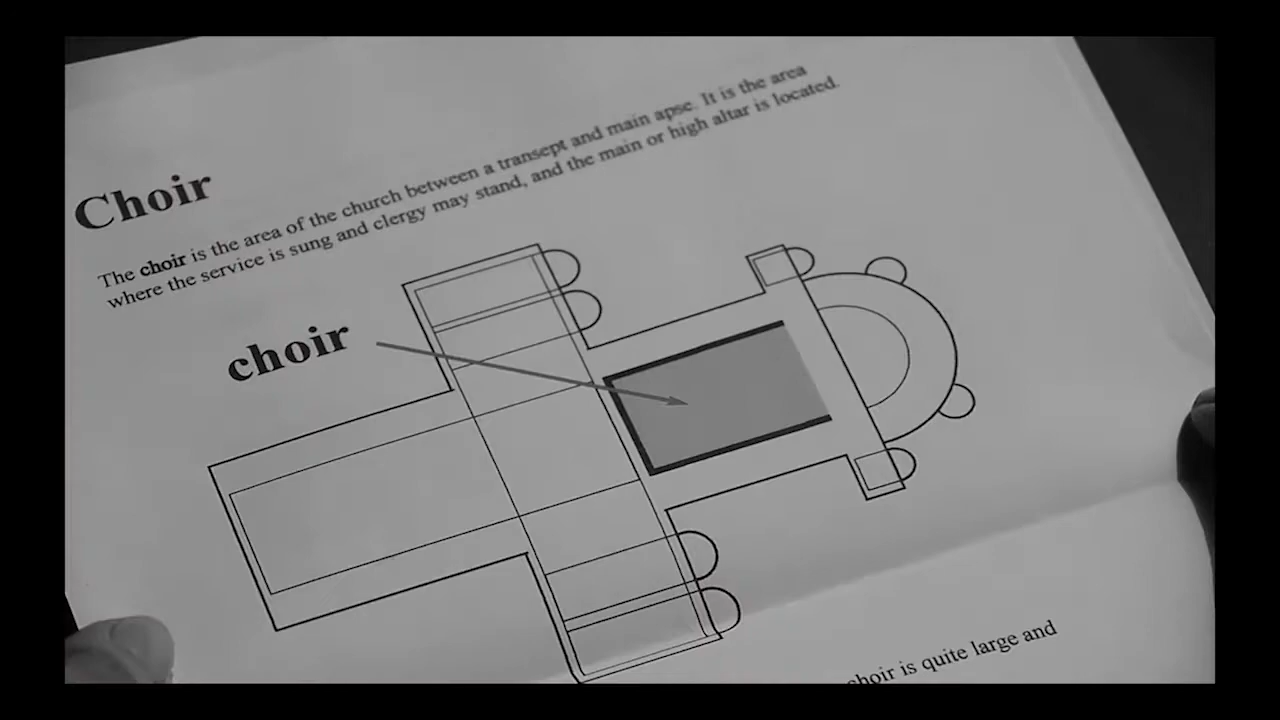 Choir
The choir is the area of the church between a transept and main apse. It is the area
where the service is sung and clergy may stand, and the main or high altar is located.
choir
choir is quite large and